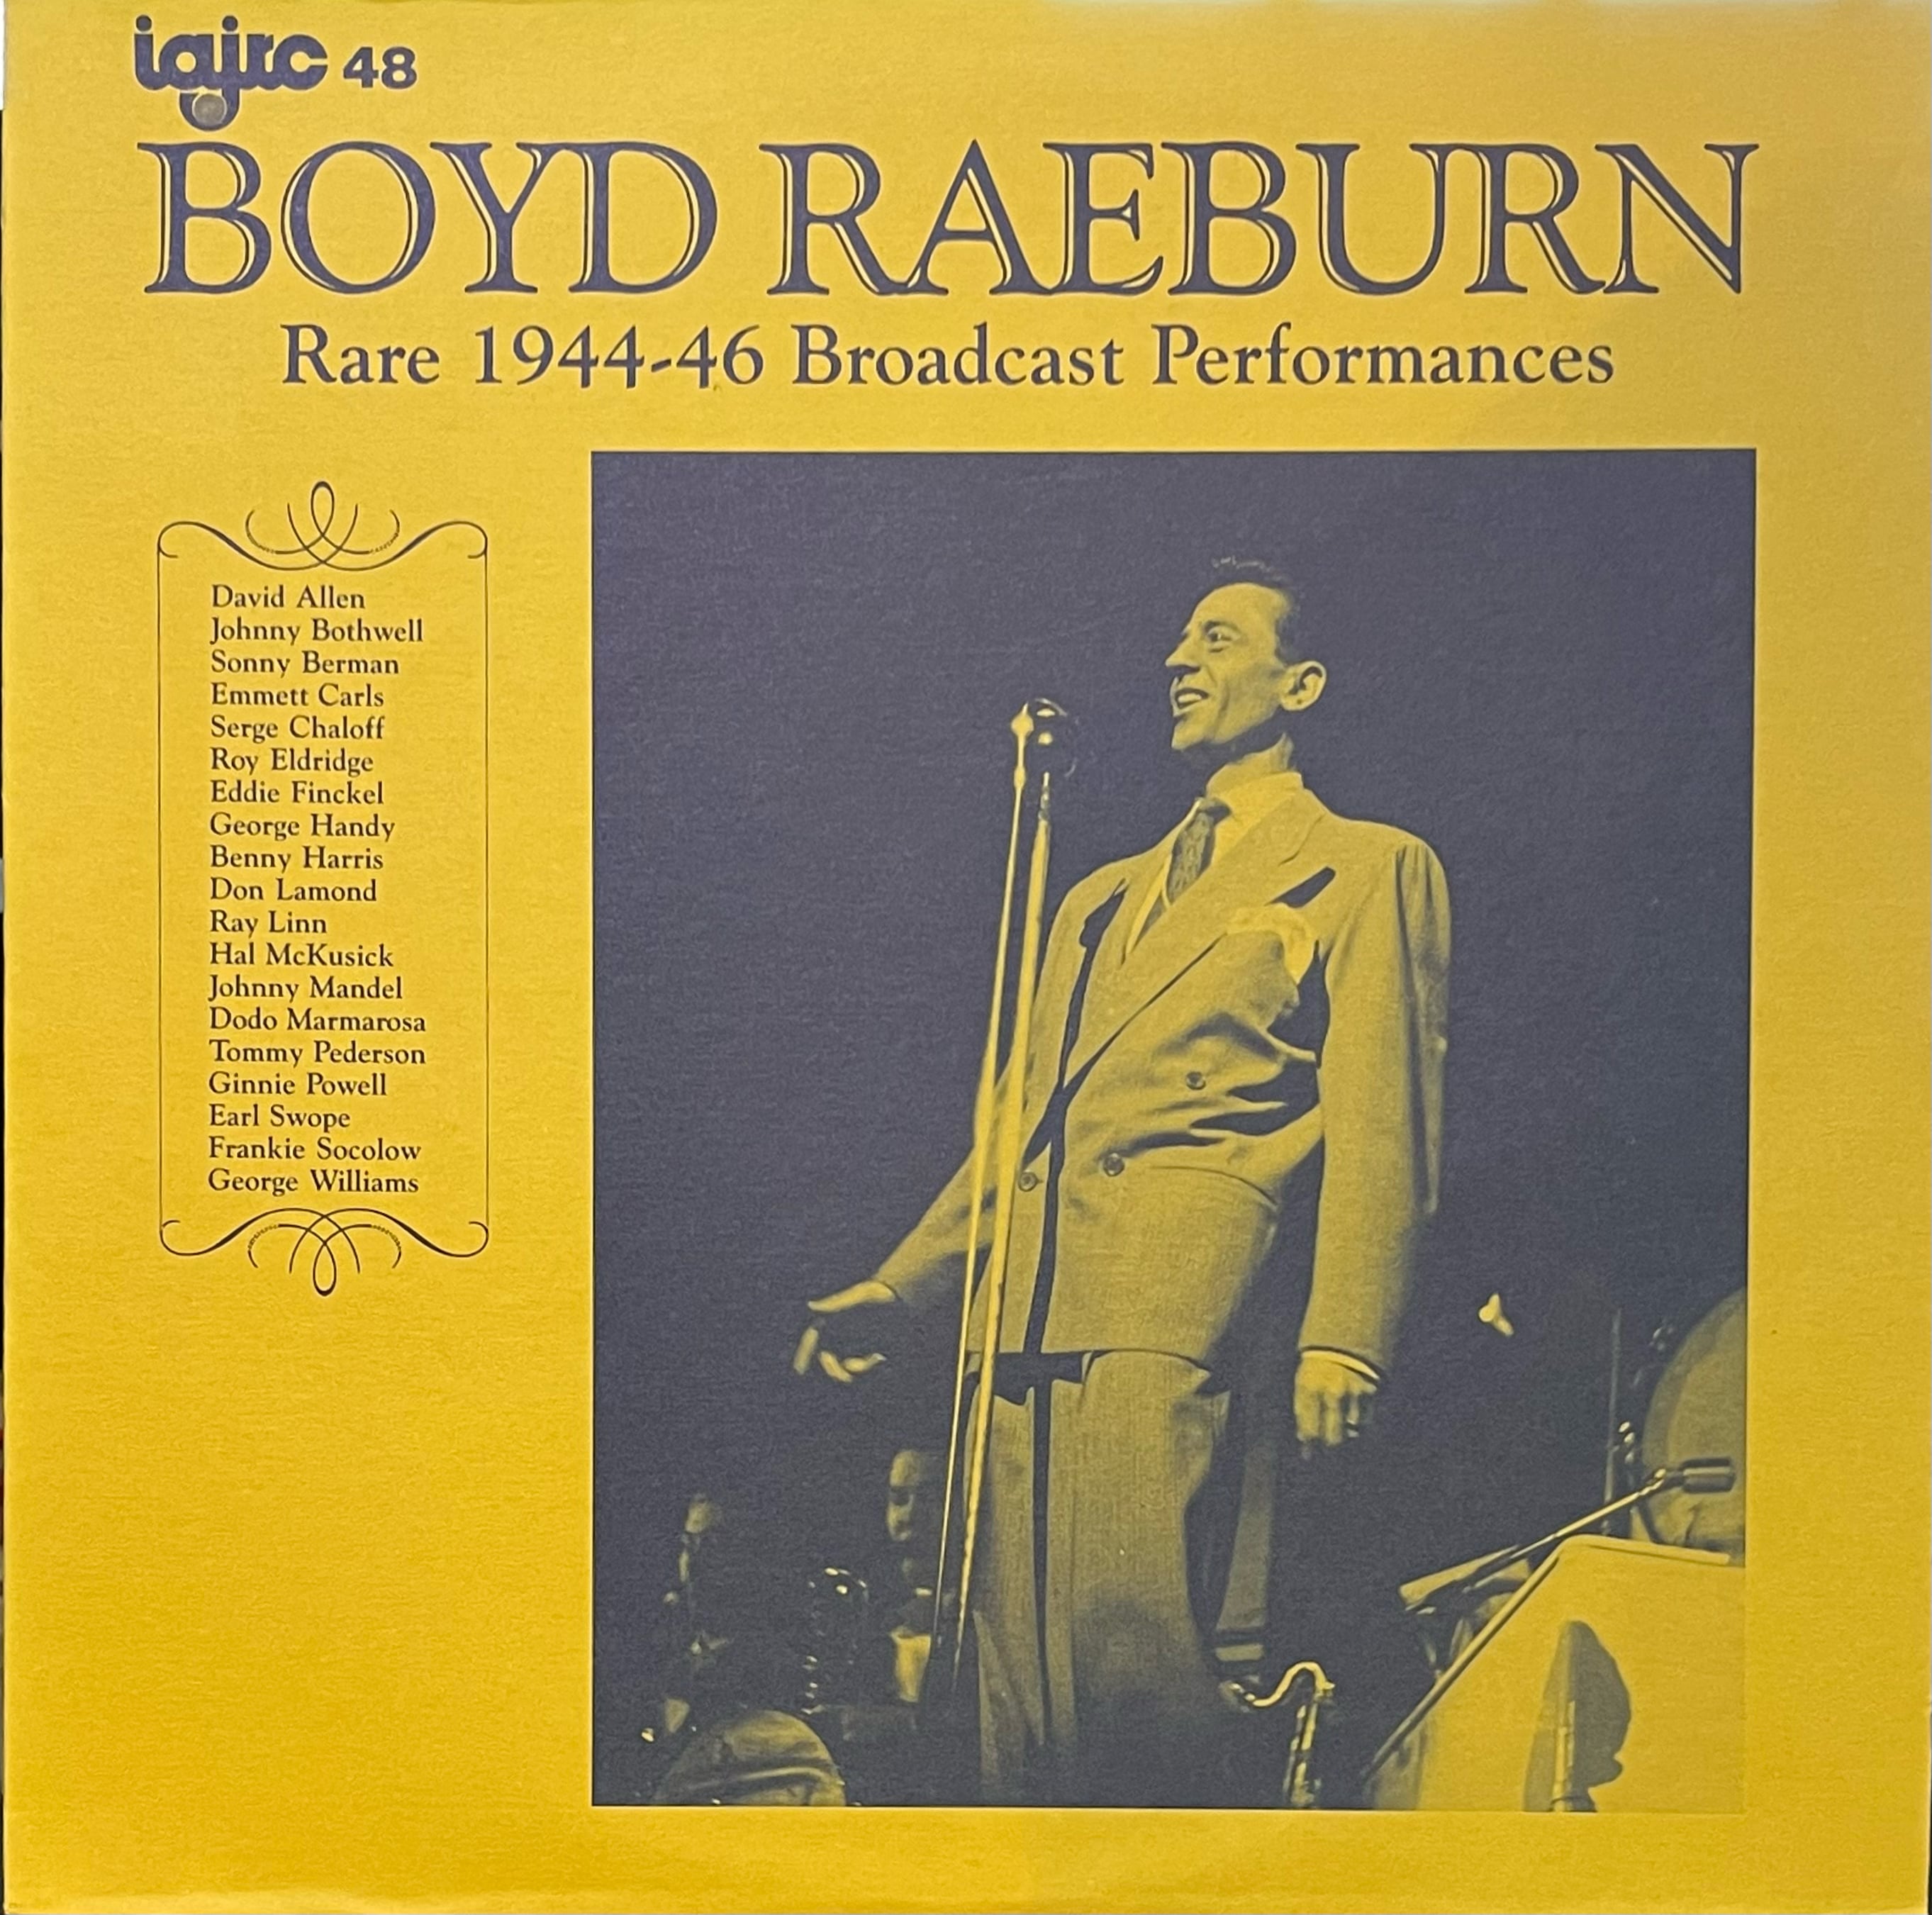 iajrc 48
BOYD RAEBURN
Rare 1944-46 Broadcast Performances
David Allen
Johnny Bothwell
Sonny Berman
Emmett Carls
Serge Chaloff
Roy Eldridge
Eddie Finckel
George Handy
Benny Harris
Don Lamond
Ray Linn
Hal McKusick
Johnny Mandel
Dodo Marmarosa
Tommy Pederson
Ginnie Powell
Earl Swope
Frankie Socolow
George Williams